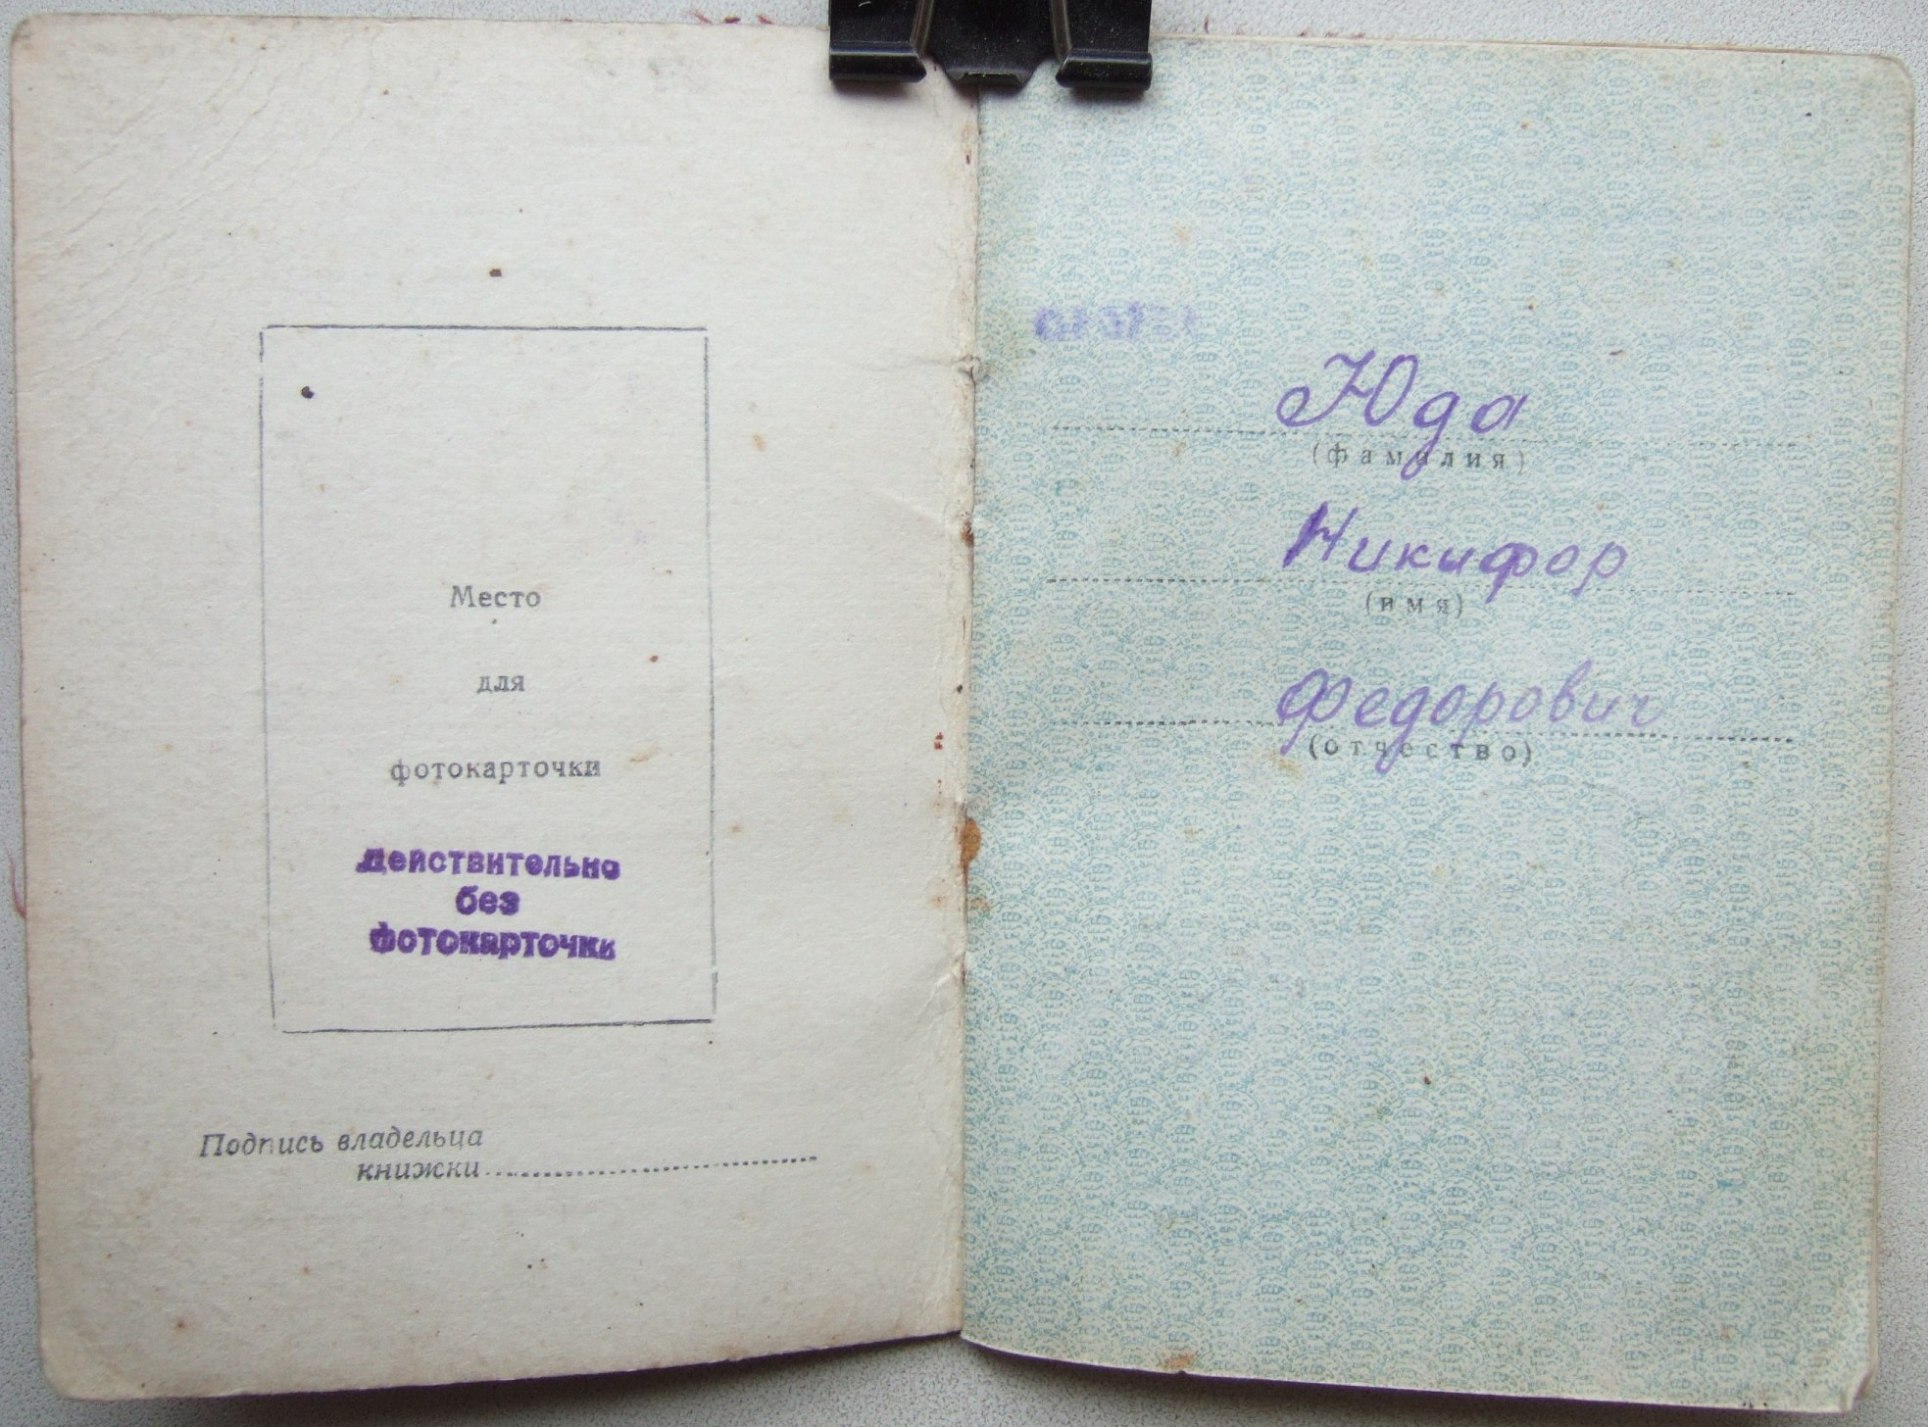 Место
для
фотокарточки
Действительно
без
фотокарточки
Подпись владельца
книжки
Юда
(фамилия)
Никифор
(имя)
Федорович
(отчество)